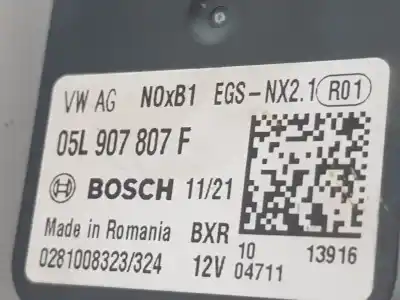 VW AG NOxB1 EGS-NX2.1 R01
05L 907 807 F
BOSCH 11/21
Made in Romania BXR
0281008323/324 12V
10 13916
04711